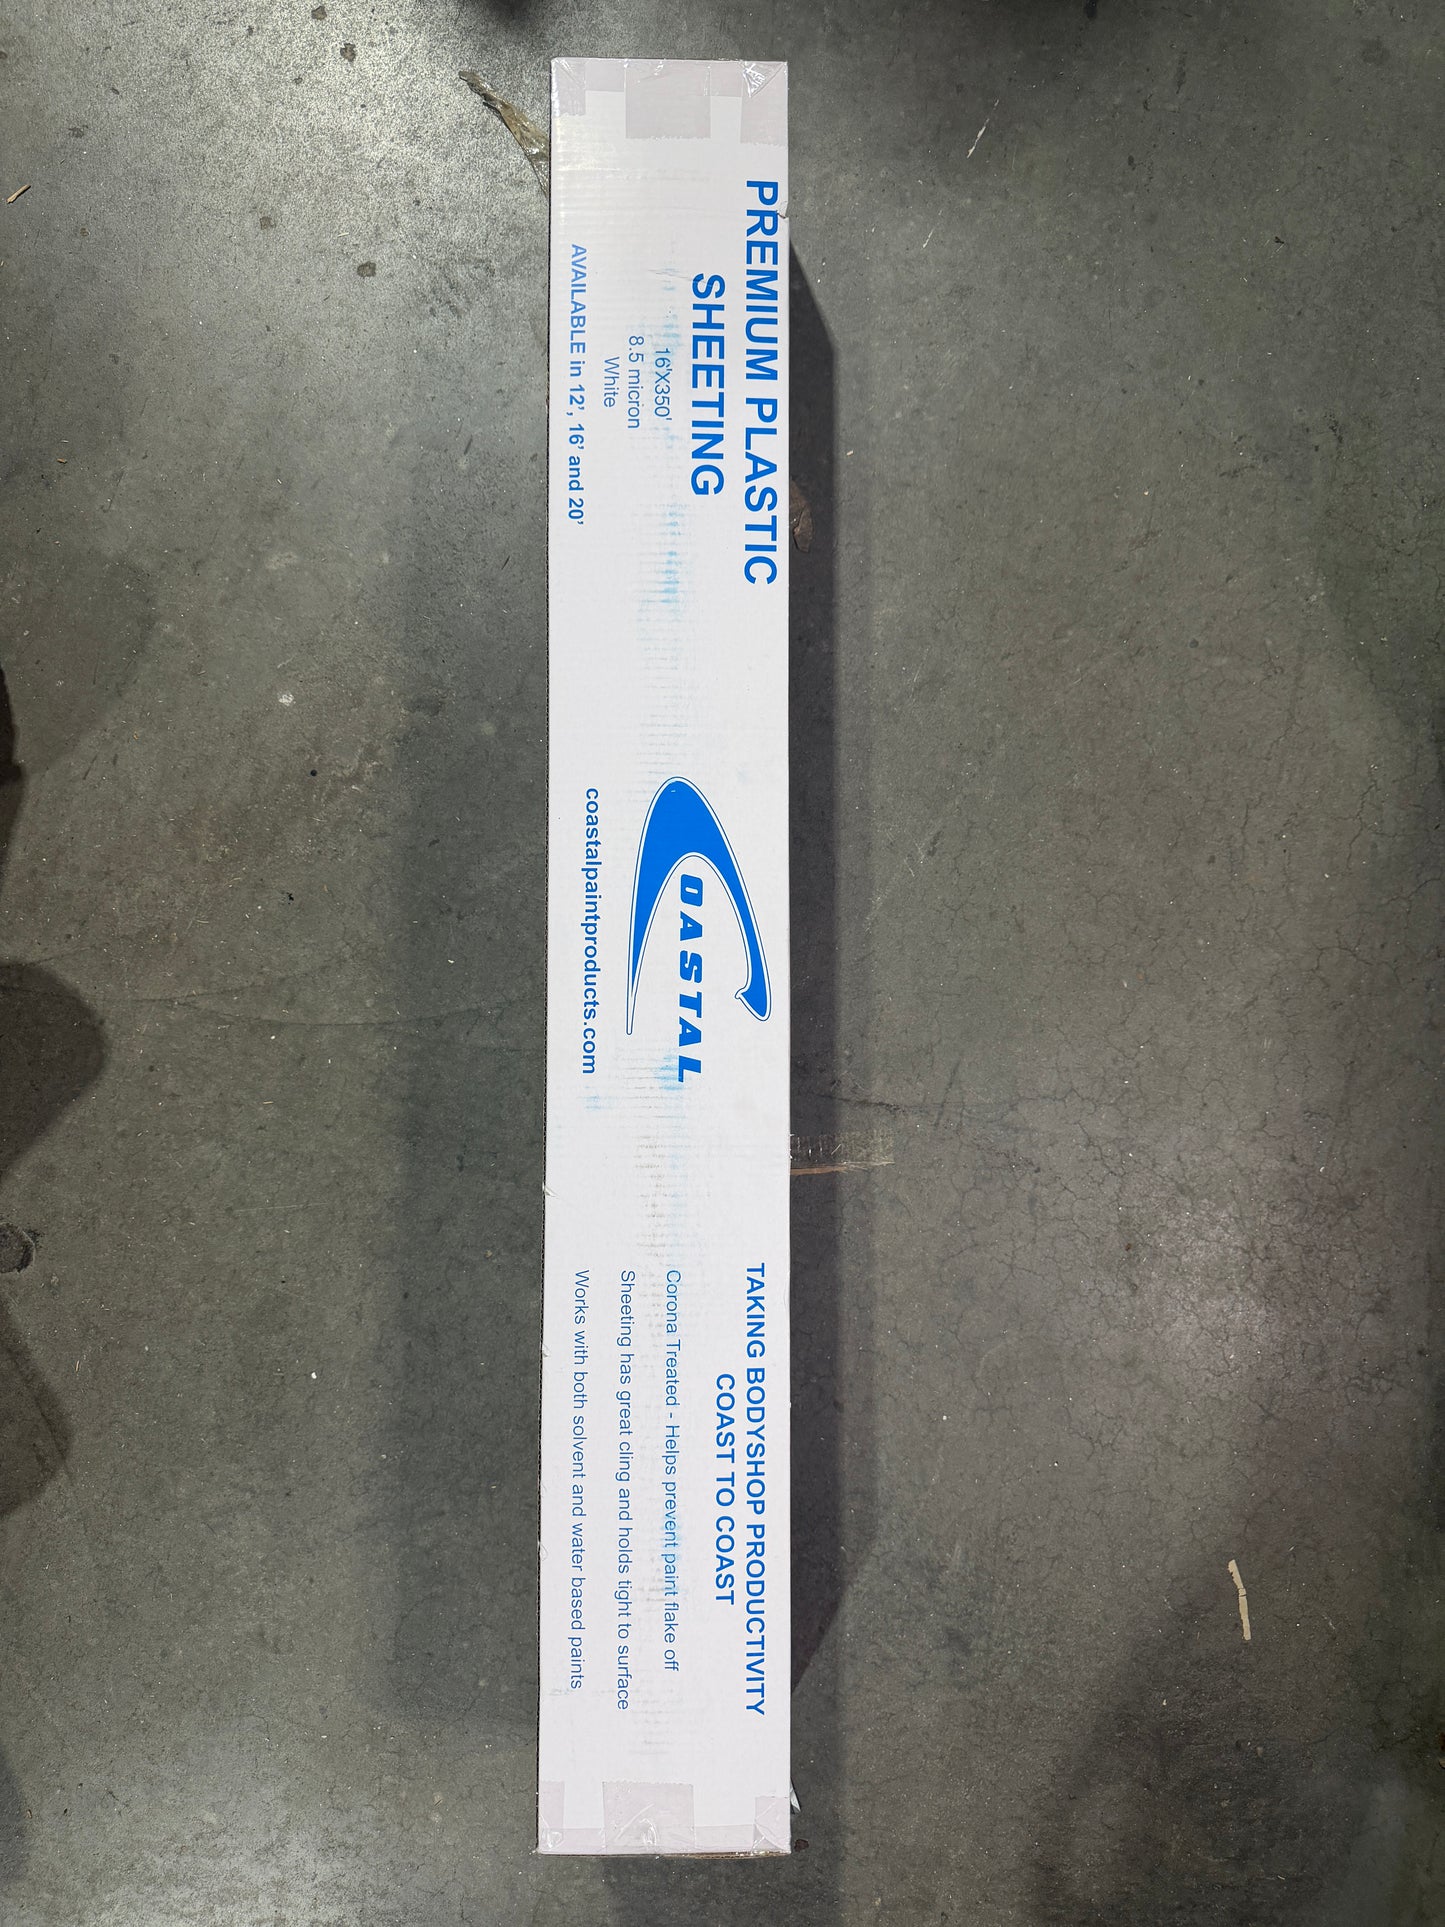 PREMIUM PLASTIC
SHEETING
16'X350'
8.5 micron
White
AVAILABLE in 12', 16' and 20'
COASTAL
coastalpaintproducts.com
TAKING BODYSHOP PRODUCTIVITY
COAST TO COAST
Corona Treated - Helps prevent paint flake off
Sheeting has great cling and holds tight to surface
Works with both solvent and water based paints